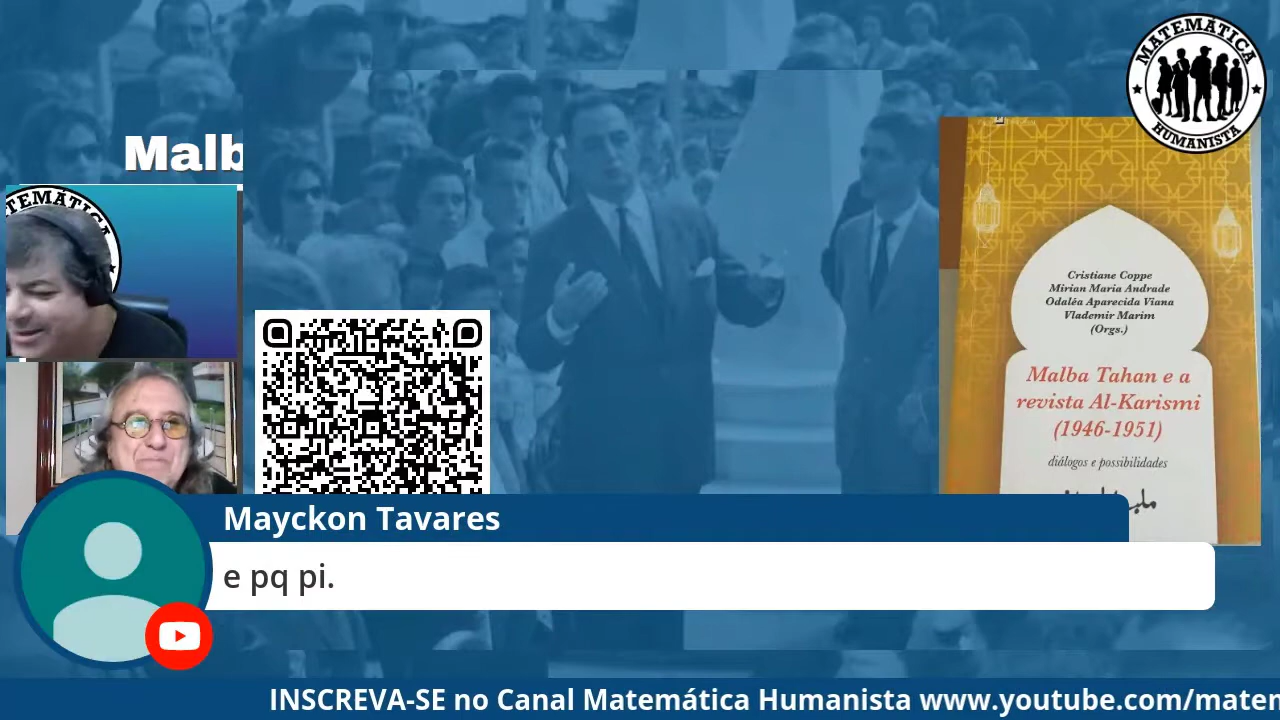 MATEMÁTICA
HUMANISTA
Malb
TEMÁTICA
Cristiane Coppe
Mirian Maria Andrade
Odaléa Aparecida Viana
Vlademir Marim
(Orgs.)
Malba Tahan e a
revista Al-Karismi
(1946-1951)
diálogos e possibilidades
Mayckon Tavares
e pq pi.
INSCREVA-SE no Canal Matemática Humanista www.youtube.com/matem